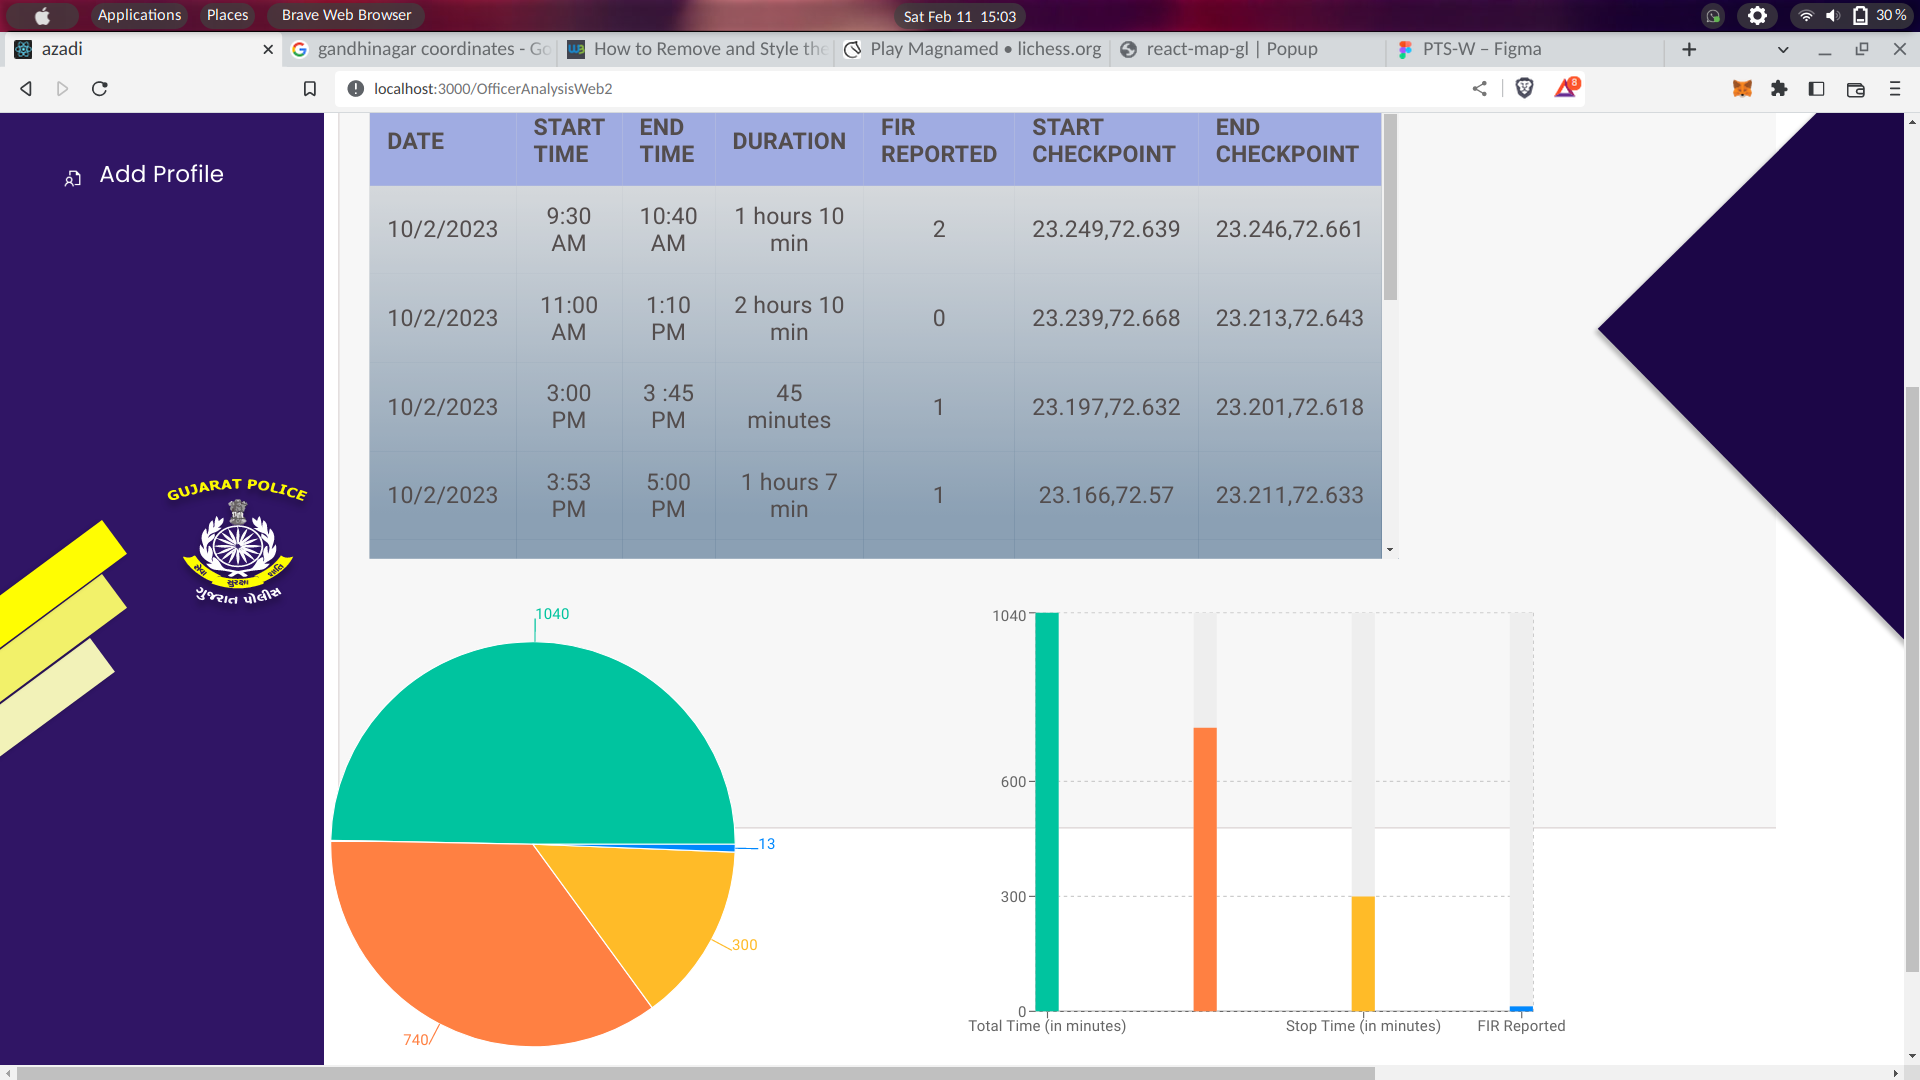 Applications Places Brave Web Browser Sat Feb 11 15:03 30 %
azadi gandhinagar coordinates - Go How to Remove and Style the Play Magnamed • lichess.org react-map-gl | Popup PTS-W – Figma
localhost:3000/OfficerAnalysisWeb2 8
Add Profile
GUJARAT POLICE
સેવા સુરક્ષા શાંતિ
ગુજરાત પોલીસ
DATE START TIME END TIME DURATION FIR REPORTED START CHECKPOINT END CHECKPOINT
10/2/2023 9:30 AM 10:40 AM 1 hours 10 min 2 23.249,72.639 23.246,72.661
10/2/2023 11:00 AM 1:10 PM 2 hours 10 min 0 23.239,72.668 23.213,72.643
10/2/2023 3:00 PM 3 :45 PM 45 minutes 1 23.197,72.632 23.201,72.618
10/2/2023 3:53 PM 5:00 PM 1 hours 7 min 1 23.166,72.57 23.211,72.633
1040
13
300
740
1040
600
300
0
Total Time (in minutes) Stop Time (in minutes) FIR Reported